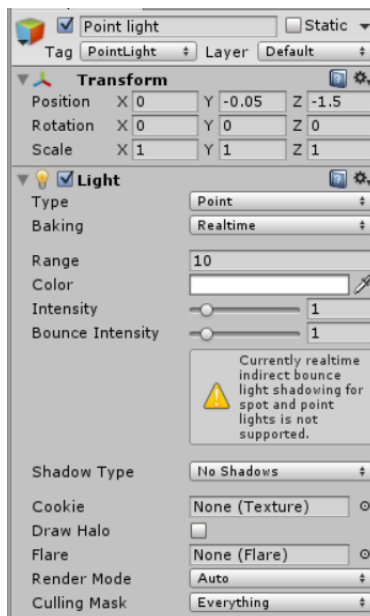 Point light Static
Tag PointLight Layer Default
Transform
Position X 0 Y -0.05 Z -1.5
Rotation X 0 Y 0 Z 0
Scale X 1 Y 1 Z 1
Light
Type Point
Baking Realtime
Range 10
Color
Intensity 1
Bounce Intensity 1
Currently realtime
indirect bounce
light shadowing for
spot and point
lights is not
supported.
Shadow Type No Shadows
Cookie None (Texture)
Draw Halo
Flare None (Flare)
Render Mode Auto
Culling Mask Everything